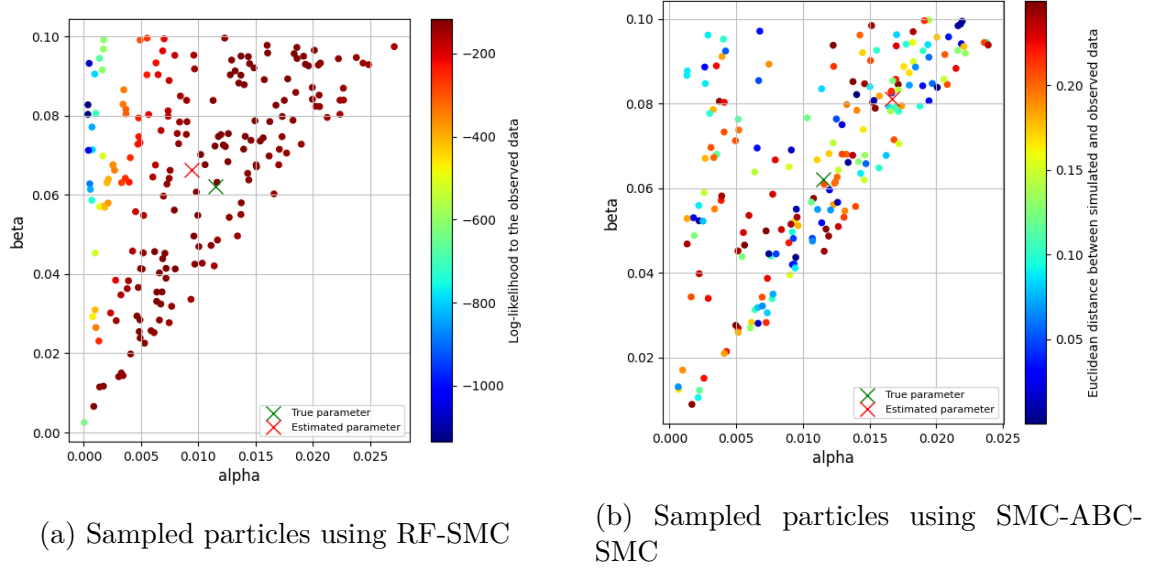 0.10
0.08
0.06
0.04
0.02
0.00
beta
0.000
0.005
0.010
0.015
0.020
0.025
alpha
True parameter
Estimated parameter
−200
−400
−600
−800
−1000
Log-likelihood to the observed data
(a) Sampled particles using RF-SMC
0.10
0.08
0.06
0.04
0.02
beta
0.000
0.005
0.010
0.015
0.020
0.025
alpha
True parameter
Estimated parameter
0.20
0.15
0.10
0.05
Euclidean distance between simulated and observed data
(b) Sampled particles using SMC-ABC-
SMC